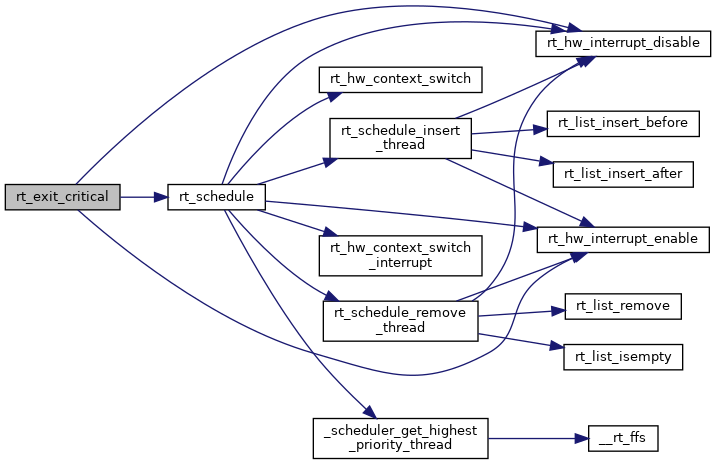 rt_exit_critical
rt_schedule
rt_hw_context_switch
rt_schedule_insert
_thread
rt_hw_context_switch
_interrupt
rt_schedule_remove
_thread
_scheduler_get_highest
_priority_thread
rt_hw_interrupt_disable
rt_list_insert_before
rt_list_insert_after
rt_hw_interrupt_enable
rt_list_remove
rt_list_isempty
__rt_ffs